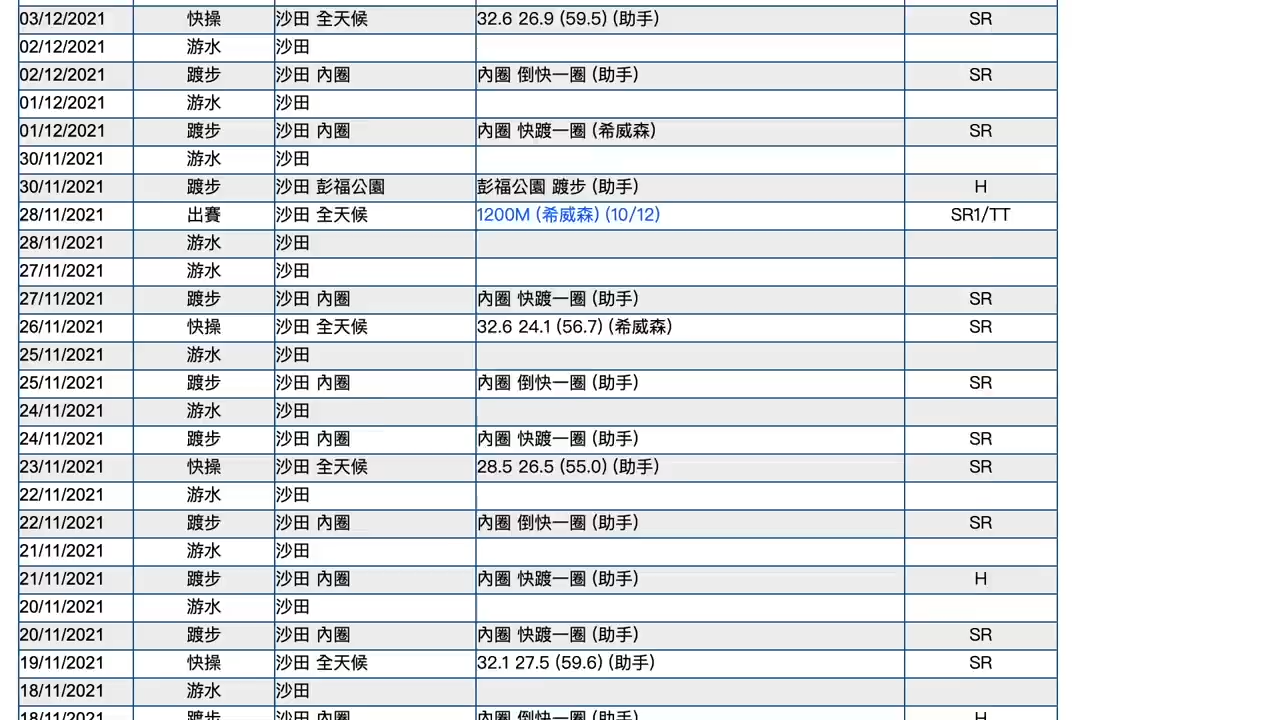 03/12/2021 快操 沙田 全天候 32.6 26.9 (59.5) (助手) SR
02/12/2021 游水 沙田
02/12/2021 踱步 沙田 內圈 內圈 倒快一圈 (助手) SR
01/12/2021 游水 沙田
01/12/2021 踱步 沙田 內圈 內圈 快踱一圈 (希威森) SR
30/11/2021 游水 沙田
30/11/2021 踱步 沙田 彭福公園 彭福公園 踱步 (助手) H
28/11/2021 出賽 沙田 全天候 1200M (希威森) (10/12) SR1/TT
28/11/2021 游水 沙田
27/11/2021 游水 沙田
27/11/2021 踱步 沙田 內圈 內圈 快踱一圈 (助手) SR
26/11/2021 快操 沙田 全天候 32.6 24.1 (56.7) (希威森) SR
25/11/2021 游水 沙田
25/11/2021 踱步 沙田 內圈 內圈 倒快一圈 (助手) SR
24/11/2021 游水 沙田
24/11/2021 踱步 沙田 內圈 內圈 快踱一圈 (助手) SR
23/11/2021 快操 沙田 全天候 28.5 26.5 (55.0) (助手) SR
22/11/2021 游水 沙田
22/11/2021 踱步 沙田 內圈 內圈 倒快一圈 (助手) SR
21/11/2021 游水 沙田
21/11/2021 踱步 沙田 內圈 內圈 快踱一圈 (助手) H
20/11/2021 游水 沙田
20/11/2021 踱步 沙田 內圈 內圈 快踱一圈 (助手) SR
19/11/2021 快操 沙田 全天候 32.1 27.5 (59.6) (助手) SR
18/11/2021 游水 沙田
18/11/2021 踱步 沙田 內圈 內圈 倒快一圈 (助手) H